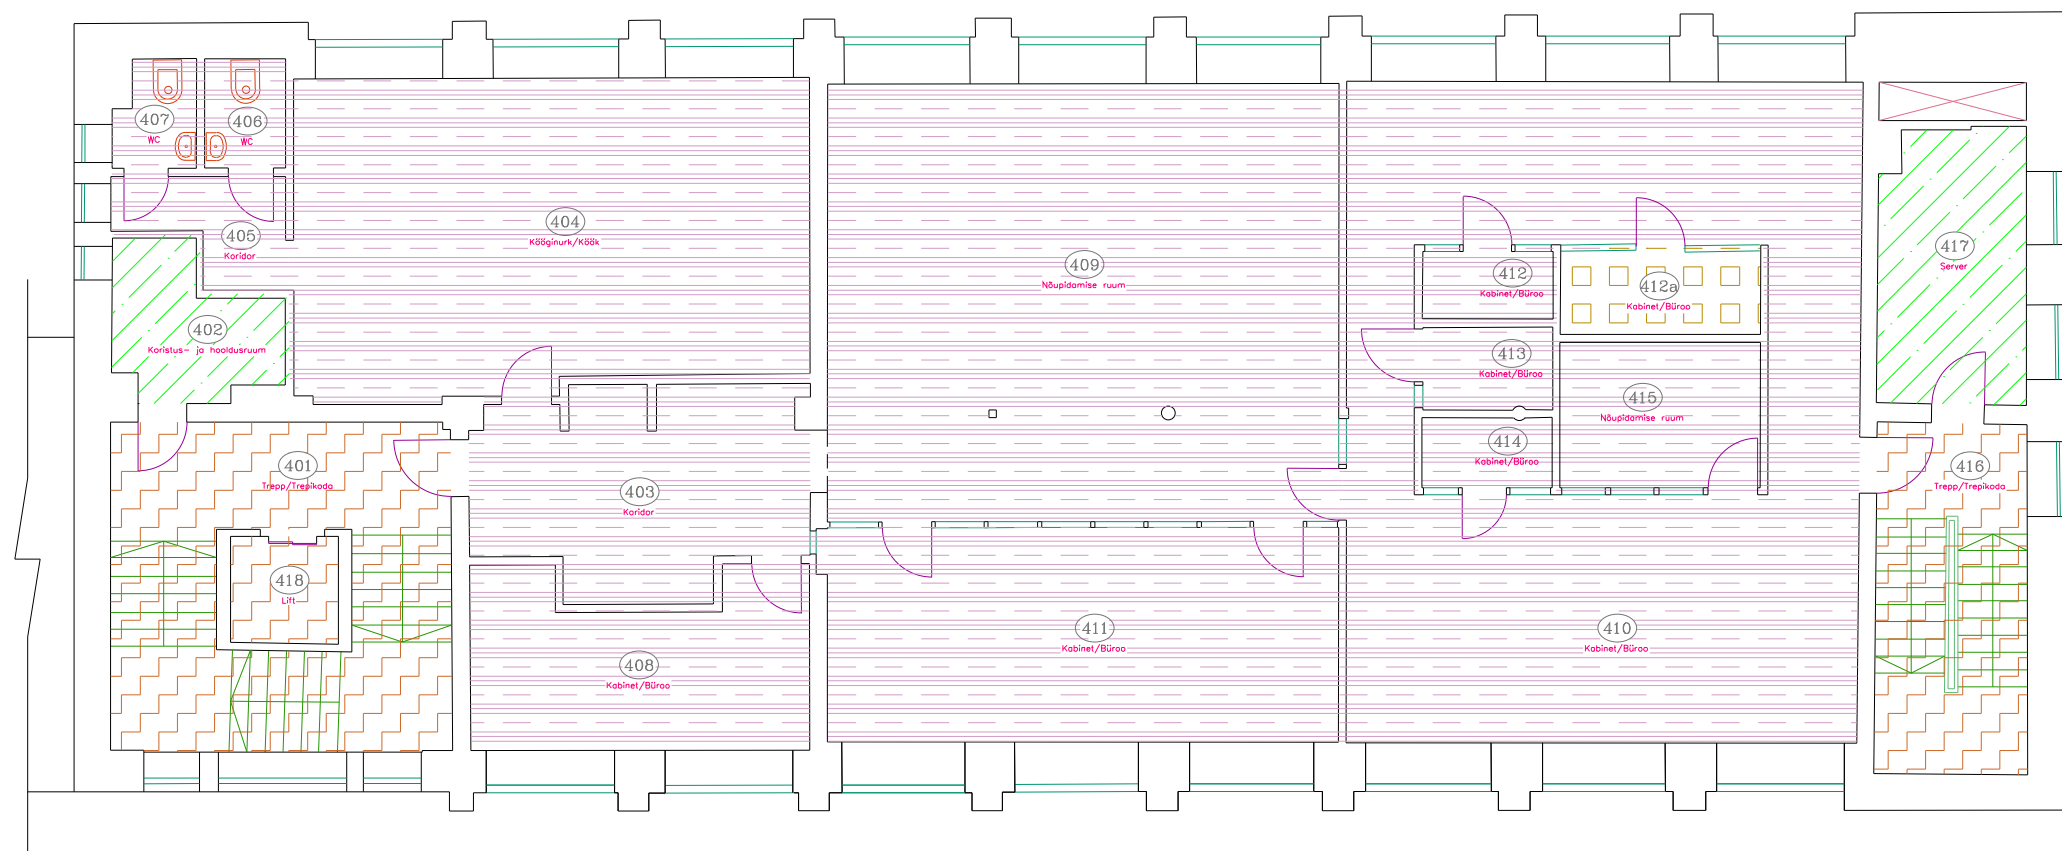 407
WC
406
WC
405
Koridor
404
Kööginurk/Köök
402
Koristus- ja hooldusruum
401
Trepp/Trepikoda
418
Lift
403
Koridor
408
Kabinet/Büroo
409
Nõupidamise ruum
411
Kabinet/Büroo
410
Kabinet/Büroo
412
Kabinet/Büroo
412a
Kabinet/Büroo
413
Kabinet/Büroo
414
Kabinet/Büroo
415
Nõupidamise ruum
417
Server
416
Trepp/Trepikoda